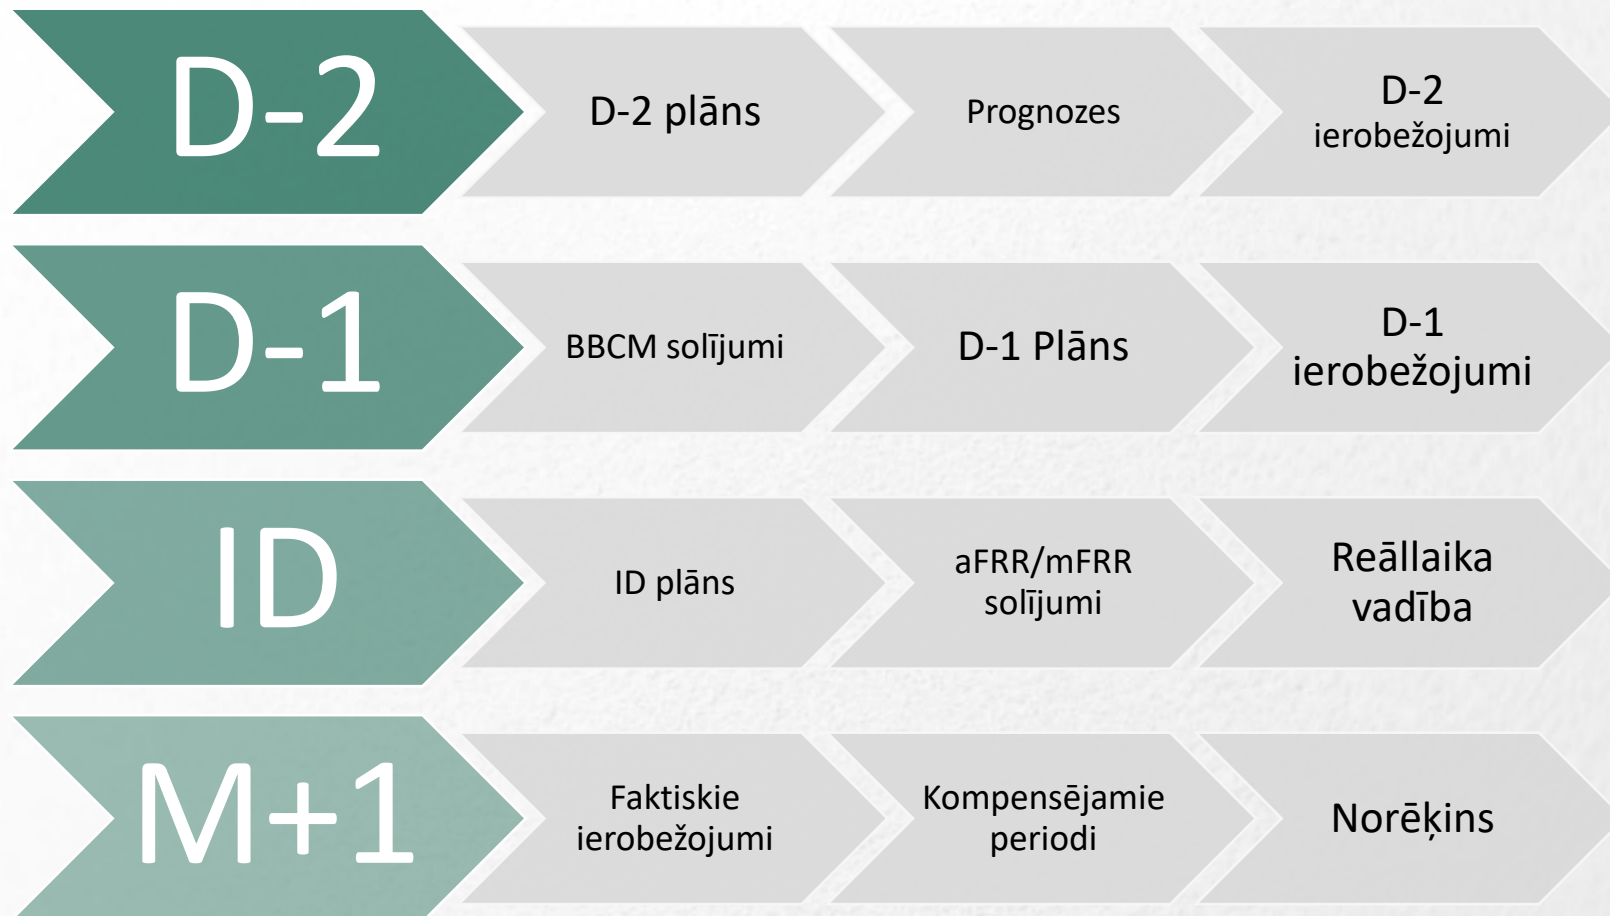 D-2
D-2 plāns
Prognozes
D-2
ierobežojumi
D-1
BBCM solījumi
D-1 Plāns
D-1
ierobežojumi
ID
ID plāns
aFRR/mFRR
solījumi
Reāllaika
vadība
M+1
Faktiskie
ierobežojumi
Kompensējamie
periodi
Norēķins